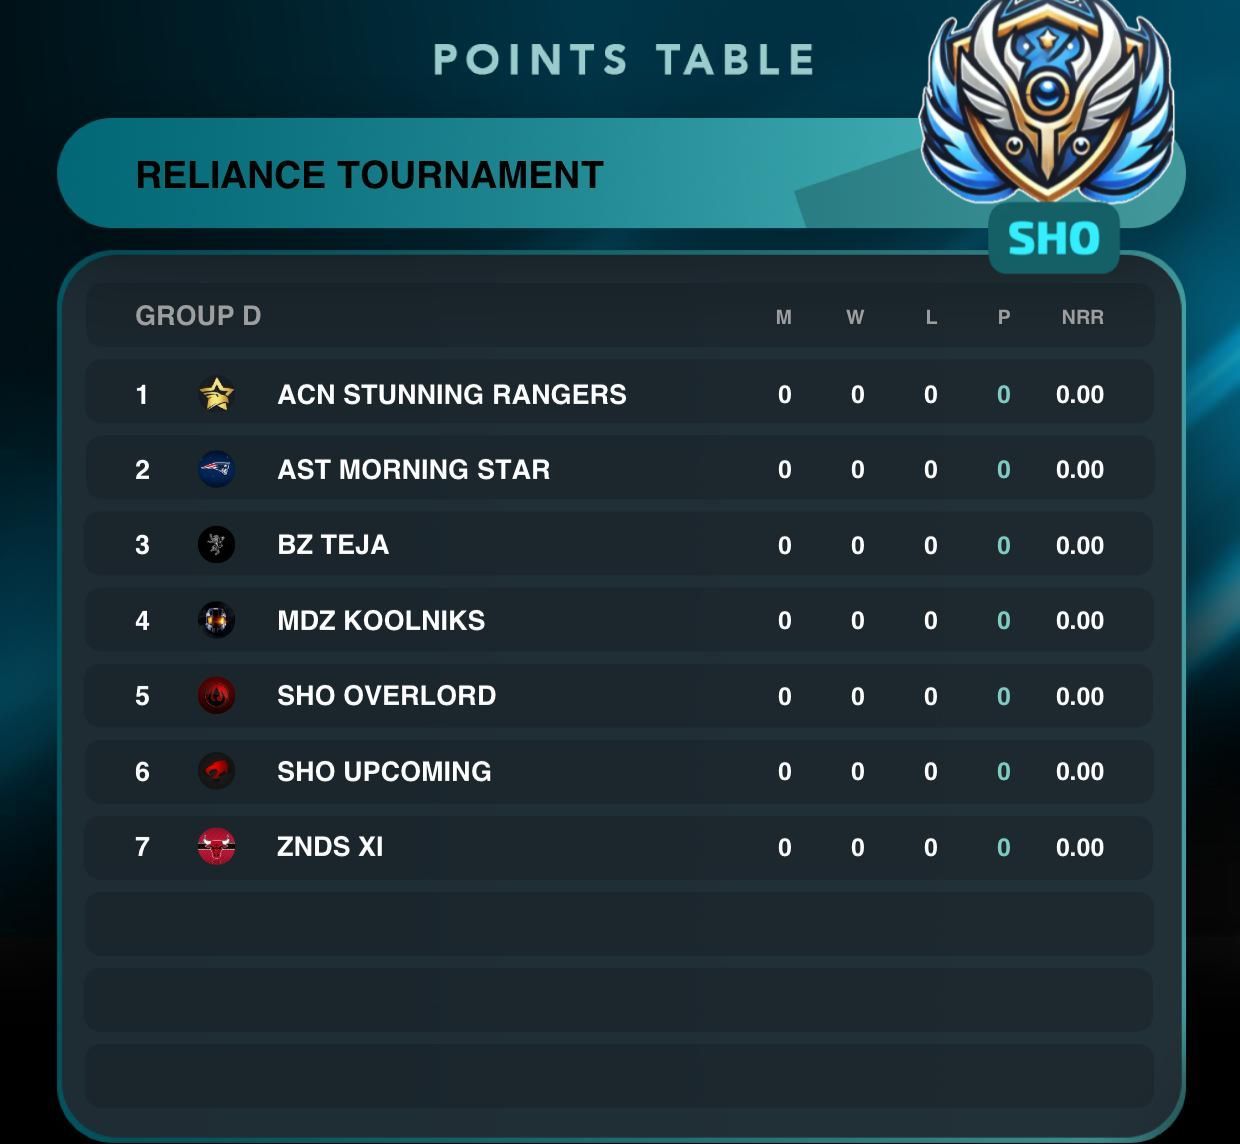 POINTS TABLE
RELIANCE TOURNAMENT
SHO
GROUP D M W L P NRR
1 ACN STUNNING RANGERS 0 0 0 0 0.00
2 AST MORNING STAR 0 0 0 0 0.00
3 BZ TEJA 0 0 0 0 0.00
4 MDZ KOOLNIKS 0 0 0 0 0.00
5 SHO OVERLORD 0 0 0 0 0.00
6 SHO UPCOMING 0 0 0 0 0.00
7 ZNDS XI 0 0 0 0 0.00